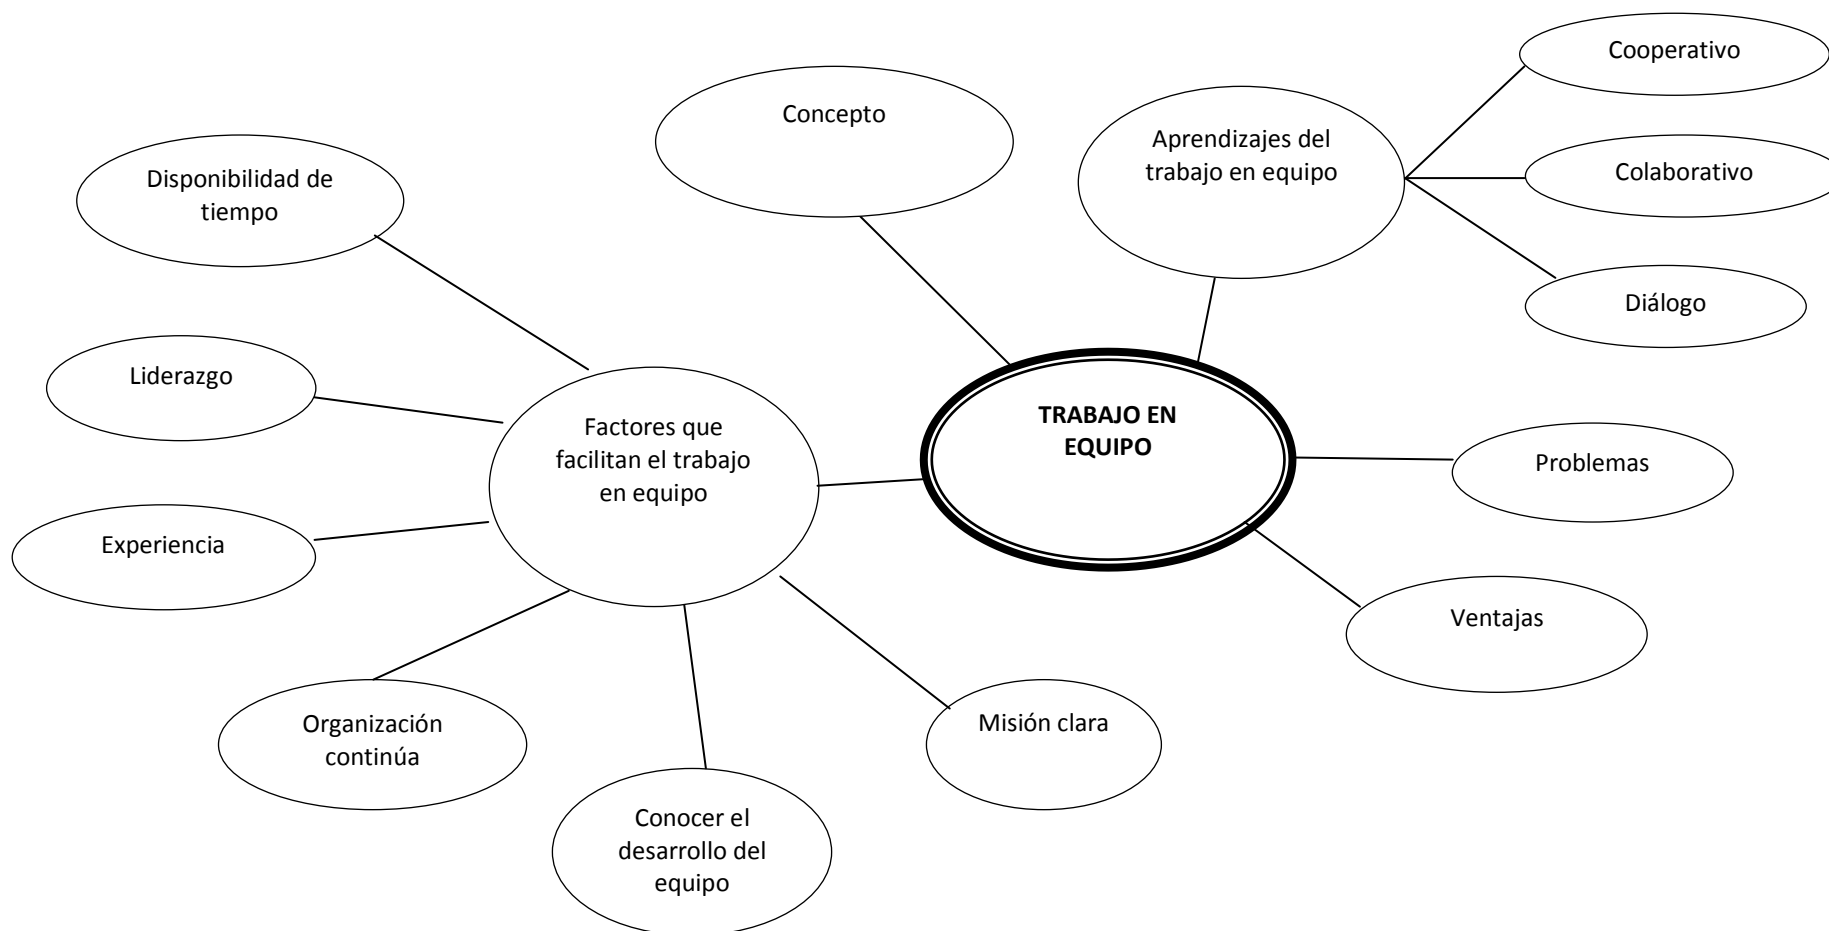 Cooperativo
Concepto
Aprendizajes del
trabajo en equipo
Colaborativo
Disponibilidad de
tiempo
Diálogo
Liderazgo
TRABAJO EN
EQUIPO
Factores que
facilitan el trabajo
en equipo
Problemas
Experiencia
Ventajas
Organización
continúa
Misión clara
Conocer el
desarrollo del
equipo